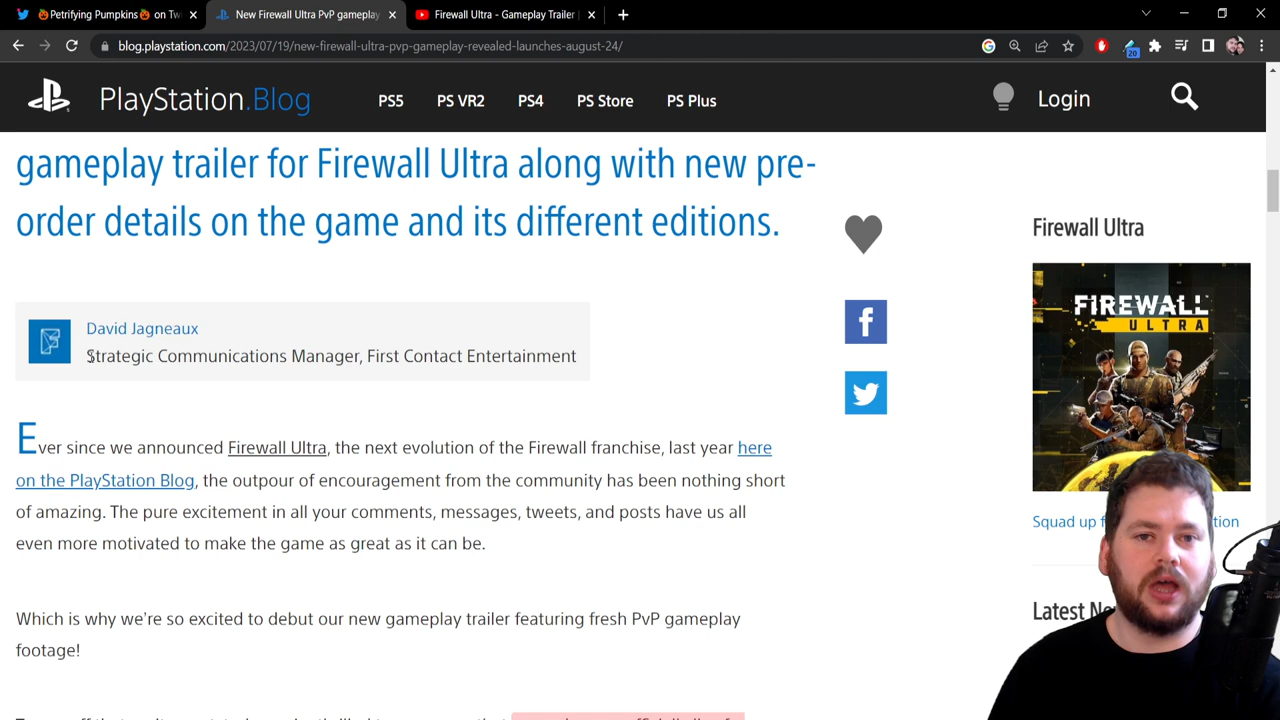 🎃Petrifying Pumpkins🎃 on Tw
New Firewall Ultra PvP gameplay
Firewall Ultra - Gameplay Trailer |
blog.playstation.com/2023/07/19/new-firewall-ultra-pvp-gameplay-revealed-launches-august-24/
20
PlayStation.Blog
PS5
PS VR2
PS4
PS Store
PS Plus
Login
gameplay trailer for Firewall Ultra along with new pre-
order details on the game and its different editions.
David Jagneaux
Strategic Communications Manager, First Contact Entertainment
Ever since we announced Firewall Ultra, the next evolution of the Firewall franchise, last year here
on the PlayStation Blog, the outpour of encouragement from the community has been nothing short
of amazing. The pure excitement in all your comments, messages, tweets, and posts have us all
even more motivated to make the game as great as it can be.
Which is why we're so excited to debut our new gameplay trailer featuring fresh PvP gameplay
footage!
Firewall Ultra
FIREWALL
ULTRA
Squad up
Latest